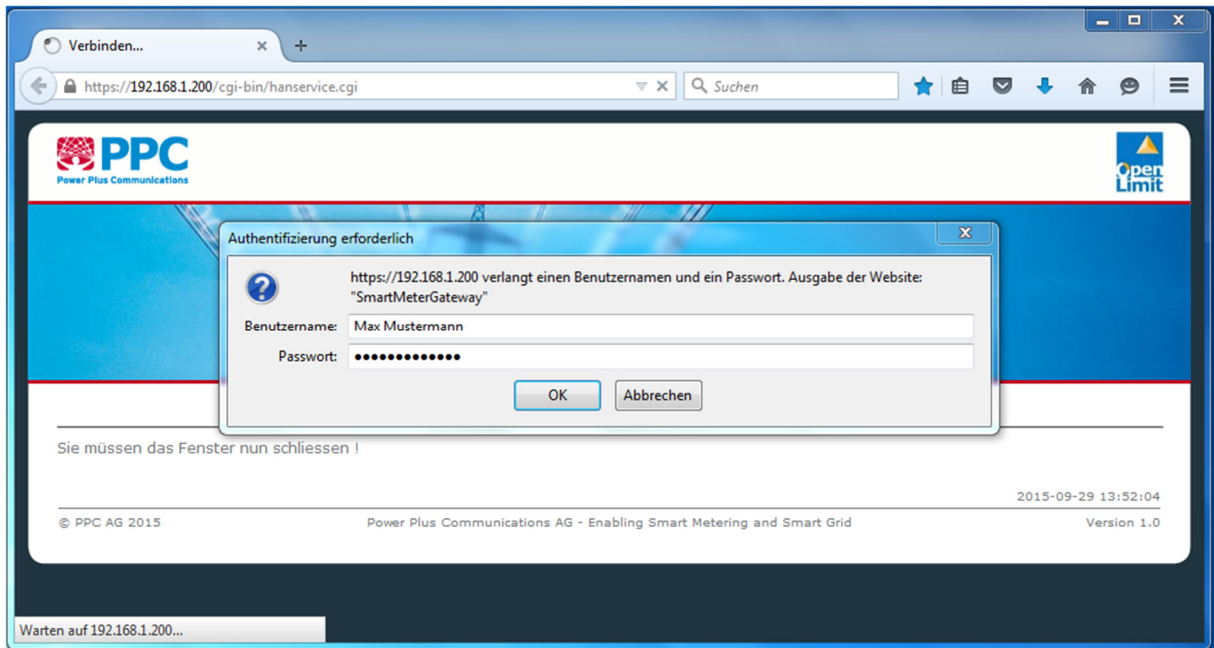 Verbinden...
https://192.168.1.200/cgi-bin/hanservice.cgi
Suchen
PPC
Power Plus Communications
Open
Limit
Authentifizierung erforderlich
https://192.168.1.200 verlangt einen Benutzernamen und ein Passwort. Ausgabe der Website:
"SmartMeterGateway"
Benutzername: Max Mustermann
Passwort: •••••••••••••
OK Abbrechen
Sie müssen das Fenster nun schliessen !
2015-09-29 13:52:04
© PPC AG 2015 Power Plus Communications AG - Enabling Smart Metering and Smart Grid Version 1.0
Warten auf 192.168.1.200...